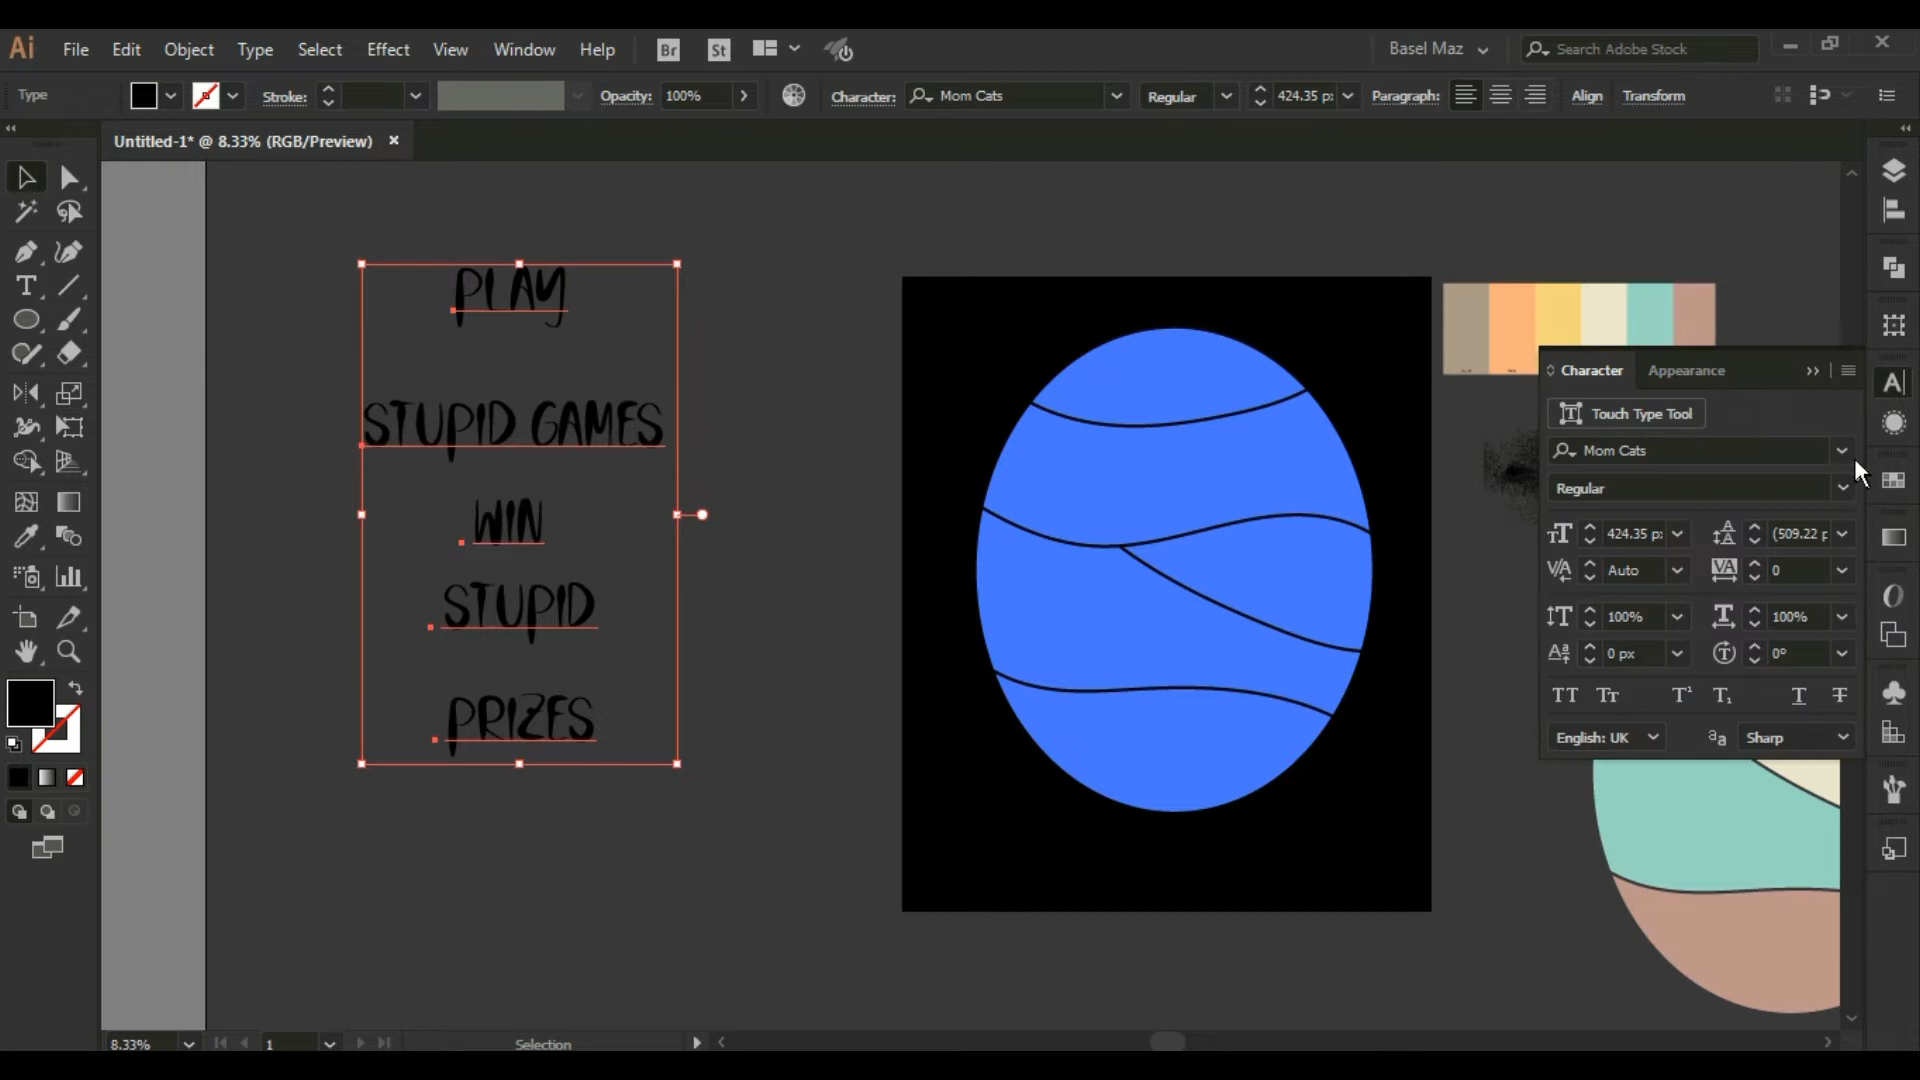 Ai File Edit Object Type Select Effect View Window Help Br St Basel Maz Search Adobe Stock
Type Stroke: Opacity: 100% Character: Mom Cats Regular 424.35 p: Paragraph: Align Transform
Untitled-1* @ 8.33% (RGB/Preview)
PLAY
STUPID GAMES
WIN
STUPID
PRIZES
Character Appearance
Touch Type Tool
Mom Cats
Regular
424.35 p: (509.22 p
Auto 0
100% 100%
0 px 0°
English: UK Sharp
8.33% 1 Selection